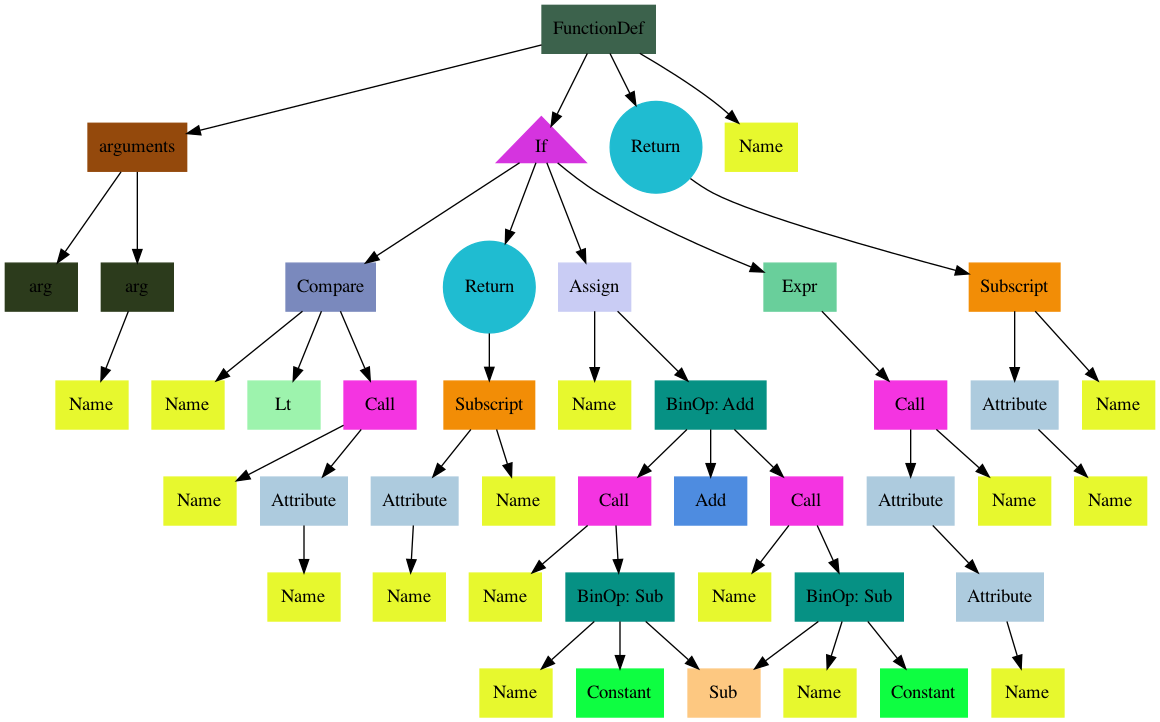 FunctionDef
arguments
If
Return
Name
arg
arg
Compare
Return
Assign
Expr
Subscript
Name
Name
Lt
Call
Subscript
Name
BinOp: Add
Call
Attribute
Name
Name
Attribute
Attribute
Name
Call
Add
Call
Attribute
Name
Name
Name
Name
Name
BinOp: Sub
Name
BinOp: Sub
Attribute
Name
Constant
Sub
Name
Constant
Name